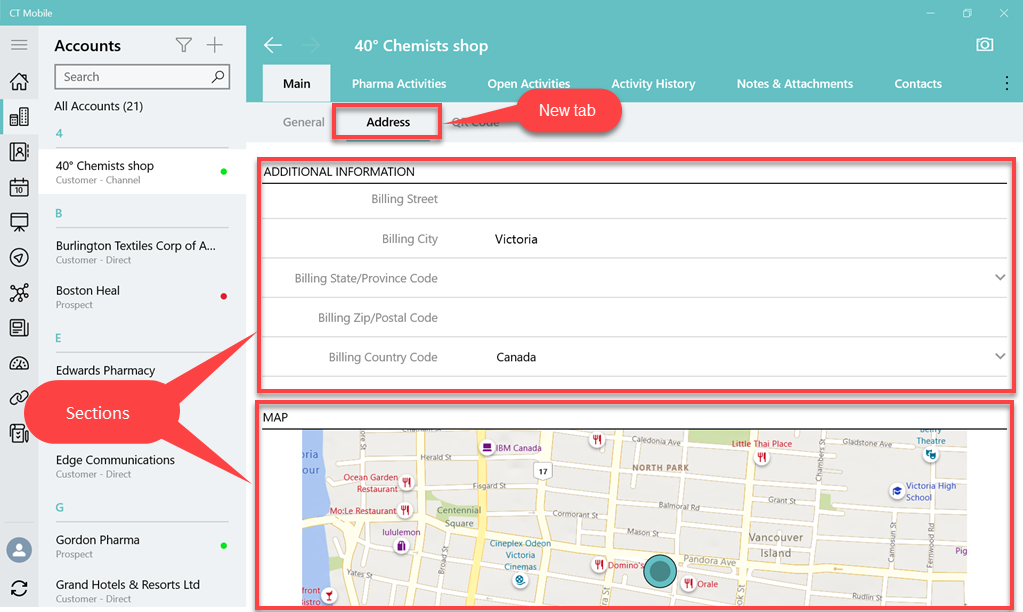 CT Mobile
Accounts
Search
All Accounts (21)
4
40° Chemists shop
Customer - Channel
B
Burlington Textiles Corp of A...
Customer - Direct
Boston Heal
Prospect
E
Edwards Pharmacy
Edge Communications
Customer - Direct
G
Gordon Pharma
Prospect
Grand Hotels & Resorts Ltd
Customer - Direct
10
Sections
40° Chemists shop
Main
Pharma Activities
Open Activities
Activity History
Notes & Attachments
Contacts
General
Address
QR Code
New tab
ADDITIONAL INFORMATION
Billing Street
Billing City
Victoria
Billing State/Province Code
Billing Zip/Postal Code
Billing Country Code
Canada
MAP
Caledonia Ave
Gladstone Ave
Theatre
Little Thai Place
Chambers St
IBM Canada
Herald St
17
NORTH PARK
Ocean Garden
Restaurant
Fisgard St
Grant St
Victoria High
School
Balmoral Rd
Mo:Le Restaurant
Centennial
Square
Cormorant St
Mason St
lululemon
Cineplex Odeon
Victoria
Cinemas
Broad St
Vancouver
Island
Camosun St
Fernwood Rd
Pandora Ave
Domino's
Orale
Yates St
Rudlin St